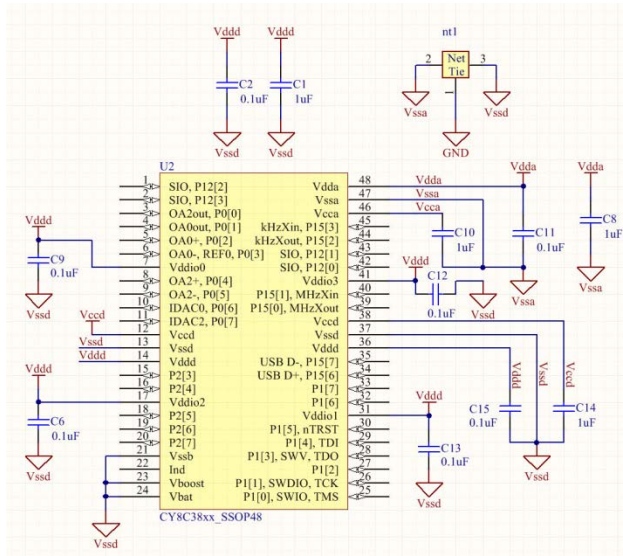 Vddd Vddd nt1
C2 0.1uF
C1 1uF
2 Net Tie 3
1
Vssa Vssd
Vssd Vssd GND
U2
1 SIO, P12[2] Vdda 48 Vdda Vdda Vdda
2 SIO, P12[3] Vssa 47 Vssa
3 OA2out, P0[0] Vcca 46 Vcca
4 OA0out, P0[1] kHzXin, P15[3] 45
5 OA0+, P0[2] kHzXout, P15[2] 44
6 OA0-, REF0, P0[3] SIO, P12[1] 43
7 Vddio0 SIO, P12[0] 42
8 OA2+, P0[4] Vddio3 41
9 OA2-, P0[5] P15[1], MHzXin 40
10 IDAC0, P0[6] P15[0], MHzXout 39
11 IDAC2, P0[7] Vccd 38
12 Vccd Vssd 37
13 Vssd Vddd 36
14 Vddd USB D-, P15[7] 35
15 P2[3] USB D+, P15[6] 34
16 P2[4] P1[7] 33
17 Vddio2 P1[6] 32
18 P2[5] Vddio1 31
19 P2[6] P1[5], nTRST 30
20 P2[7] P1[4], TDI 29
21 Vssb P1[3], SWV, TDO 28
22 Ind P1[2] 27
23 Vboost P1[1], SWDIO, TCK 26
24 Vbat P1[0], SWIO, TMS 25
CY8C38xx_SSOP48
Vddd
C9
0.1uF
Vssd
Vccd
Vssd
Vddd
Vddd
C6
0.1uF
Vssd
Vssd
C10
1uF
C11
0.1uF
C8
1uF
Vssa
Vssa
Vddd
C12
0.1uF
Vssd
Vddd
Vssd
Vccd
C15
0.1uF
C14
1uF
Vssd
Vddd
C13
0.1uF
Vssd